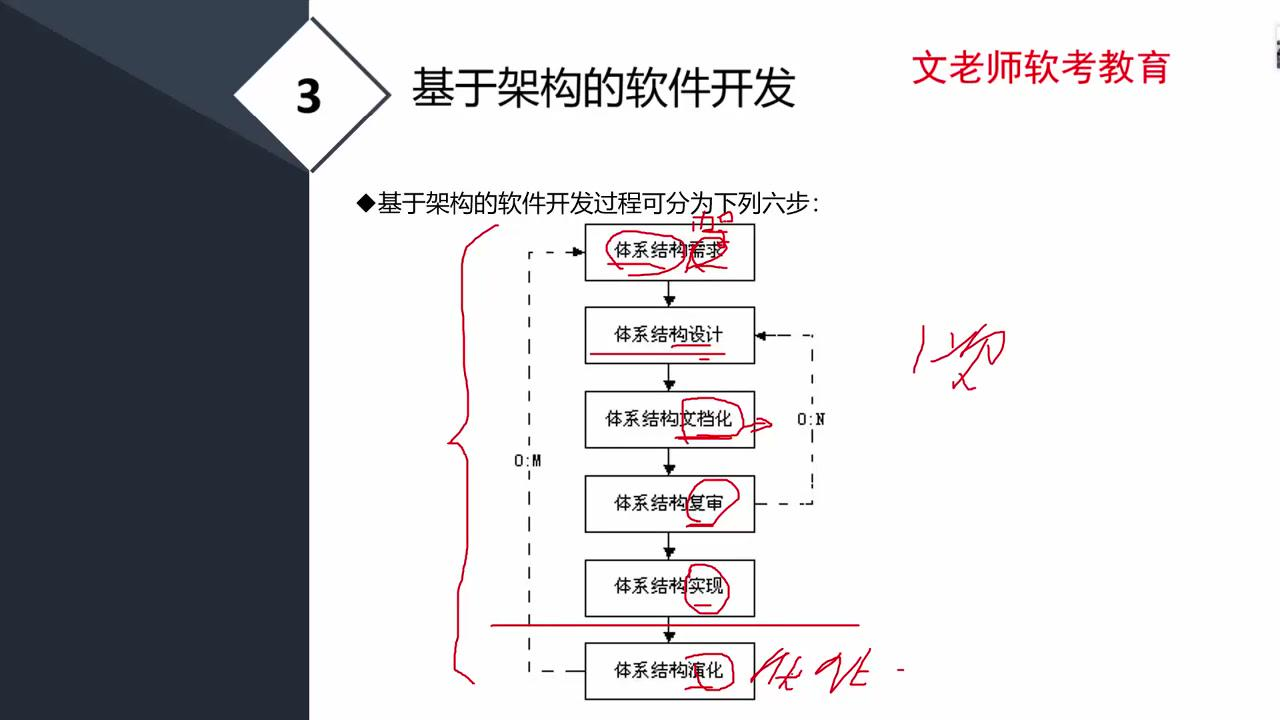 3
基于架构的软件开发
文老师软考教育
◆基于架构的软件开发过程可分为下列六步：
体系结构需求
体系结构设计
体系结构文档化
0:N
0:M
体系结构复审
体系结构实现
体系结构演化